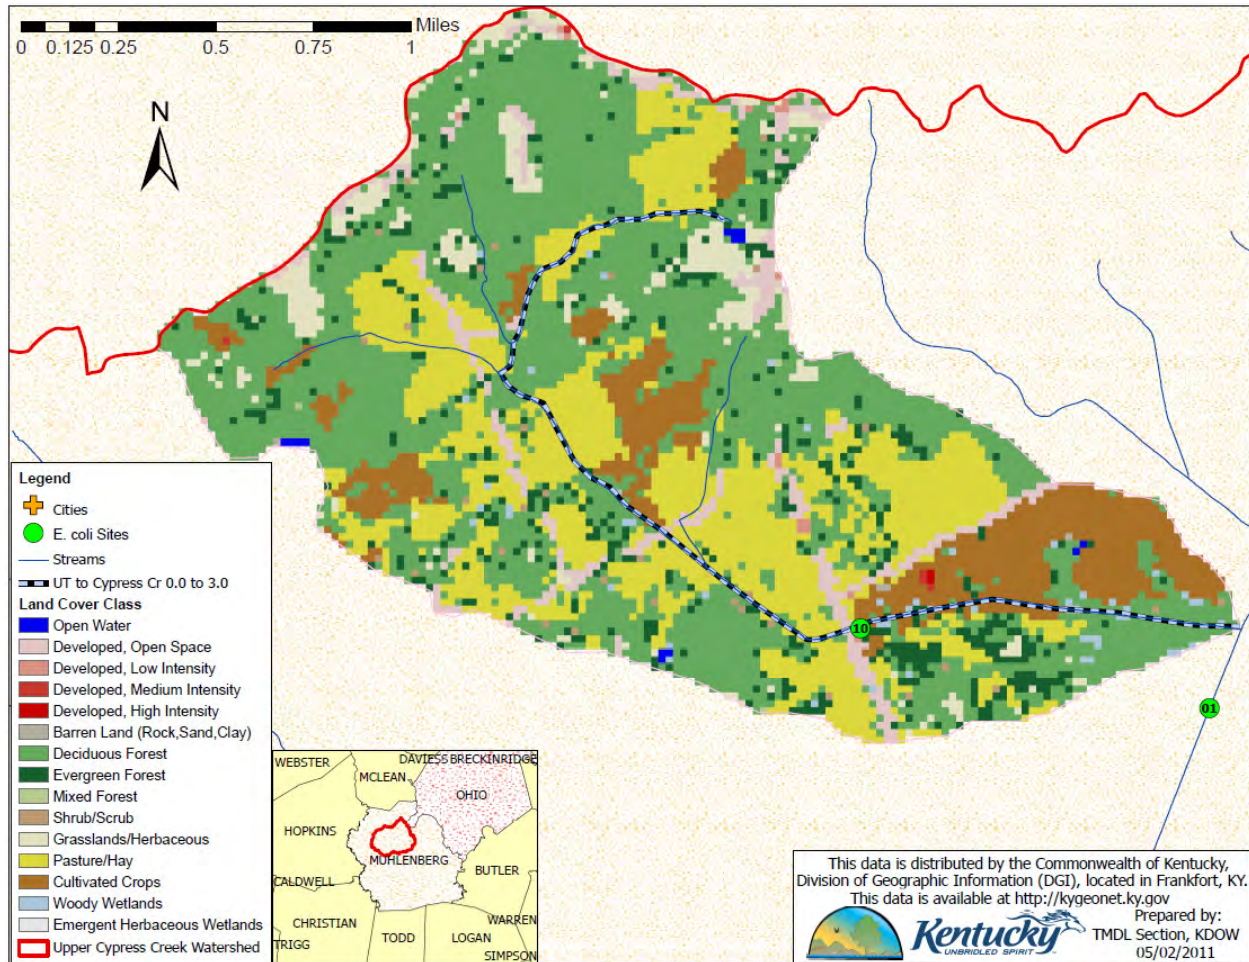 Miles
0 0.125 0.25 0.5 0.75 1
N
10
01
Legend
Cities
E. coli Sites
Streams
UT to Cypress Cr 0.0 to 3.0
Land Cover Class
Open Water
Developed, Open Space
Developed, Low Intensity
Developed, Medium Intensity
Developed, High Intensity
Barren Land (Rock,Sand,Clay)
Deciduous Forest
Evergreen Forest
Mixed Forest
Shrub/Scrub
Grasslands/Herbaceous
Pasture/Hay
Cultivated Crops
Woody Wetlands
Emergent Herbaceous Wetlands
Upper Cypress Creek Watershed
DAVIESS BRECKINRIDGE
WEBSTER
MCLEAN
OHIO
HOPKINS
MUHLENBERG
BUTLER
CALDWELL
CHRISTIAN
WARREN
TRIGG
TODD
LOGAN
SIMPSON
This data is distributed by the Commonwealth of Kentucky,
Division of Geographic Information (DGI), located in Frankfort, KY.
This data is available at http://kygeonet.ky.gov
Kentucky
UNBRIDLED SPIRIT
Prepared by:
TMDL Section, KDOW
05/02/2011